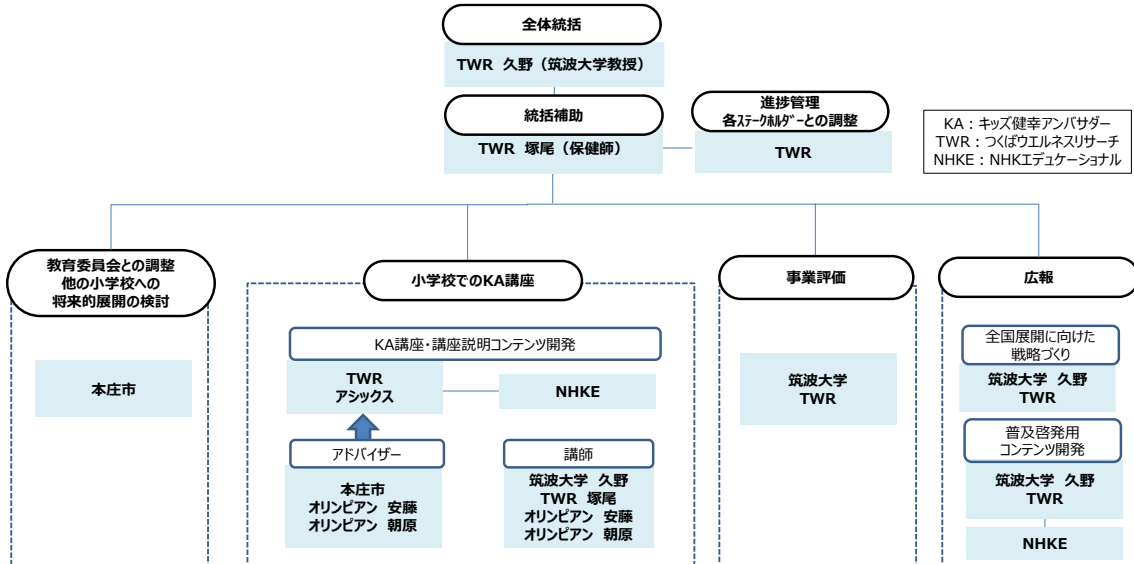 全体統括
TWR 久野（筑波大学教授）
統括補助
TWR 塚尾（保健師）
進捗管理
各ｽﾃｰｸﾎﾙﾀﾞｰとの調整
TWR
KA：キッズ健幸アンバサダー
TWR：つくばウエルネスリサーチ
NHKE：NHKエデュケーショナル
教育委員会との調整
他の小学校への
将来的展開の検討
本庄市
小学校でのKA講座
KA講座・講座説明コンテンツ開発
TWR
アシックス
NHKE
アドバイザー
本庄市
オリンピアン 安藤
オリンピアン 朝原
講師
筑波大学 久野
TWR 塚尾
オリンピアン 安藤
オリンピアン 朝原
事業評価
筑波大学
TWR
広報
全国展開に向けた
戦略づくり
筑波大学 久野
TWR
普及啓発用
コンテンツ開発
筑波大学 久野
TWR
NHKE